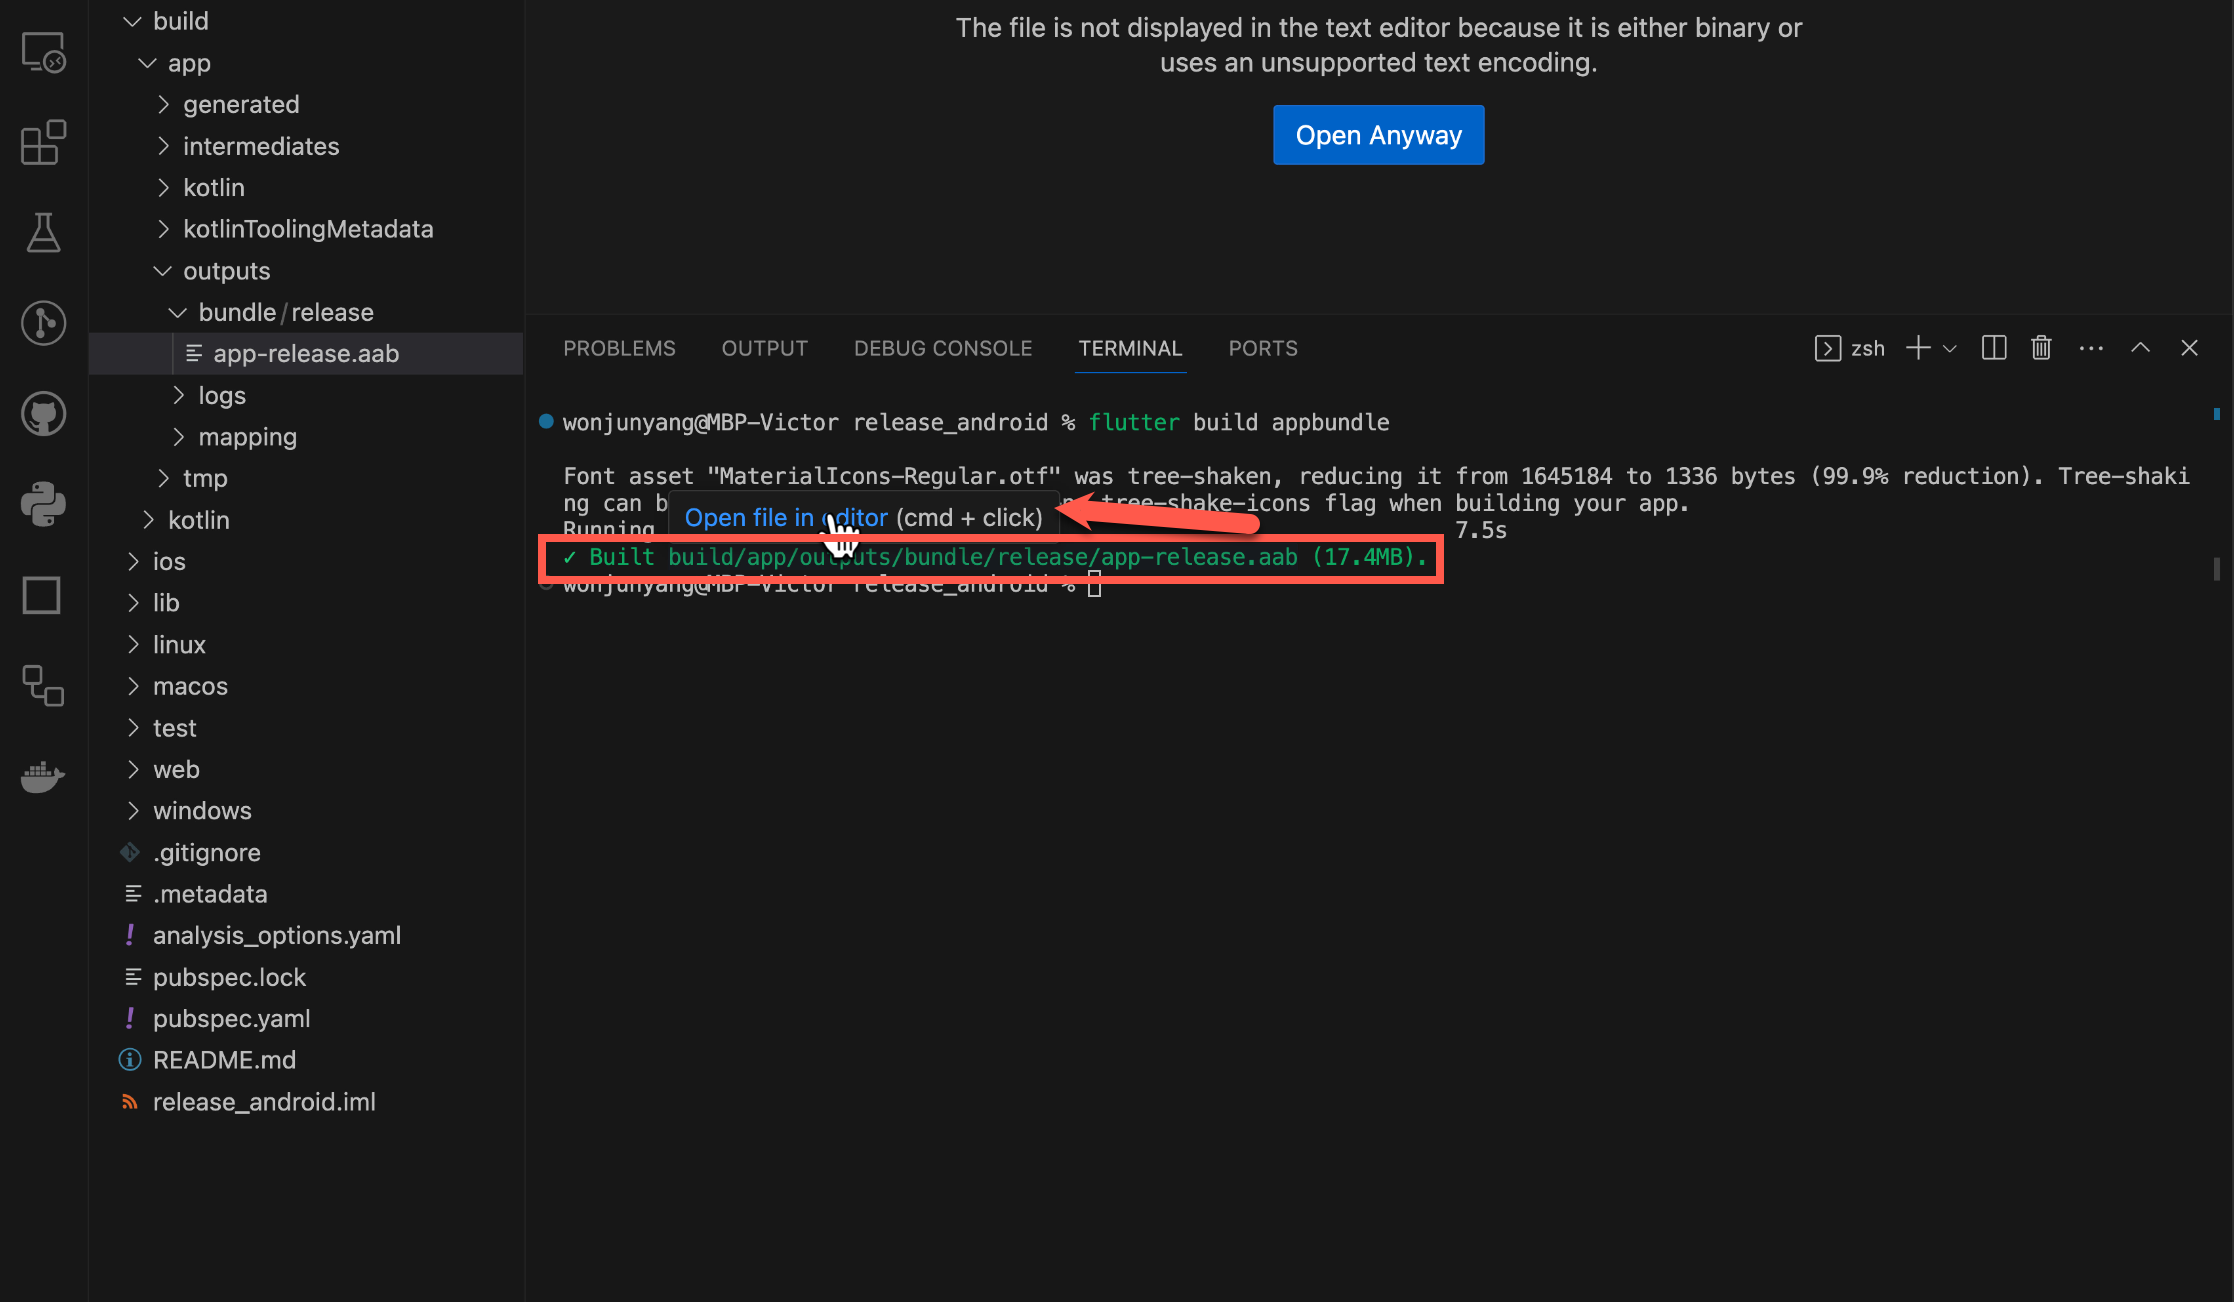 build
app
generated
intermediates
kotlin
kotlinToolingMetadata
outputs
bundle/release
app-release.aab
logs
mapping
tmp
kotlin
ios
lib
linux
macos
test
web
windows
.gitignore
.metadata
analysis_options.yaml
pubspec.lock
pubspec.yaml
README.md
release_android.iml
The file is not displayed in the text editor because it is either binary or
uses an unsupported text encoding.
Open Anyway
PROBLEMS OUTPUT DEBUG CONSOLE TERMINAL PORTS zsh
wonjunyang@MBP-Victor release_android % flutter build appbundle
Font asset "MaterialIcons-Regular.otf" was tree-shaken, reducing it from 1645184 to 1336 bytes (99.9% reduction). Tree-shaki
ng can b tree-shake-icons flag when building your app.
Open file in editor (cmd + click)
Running 7.5s
✓ Built build/app/outputs/bundle/release/app-release.aab (17.4MB).
wonjunyang@MBP-Victor release_android %